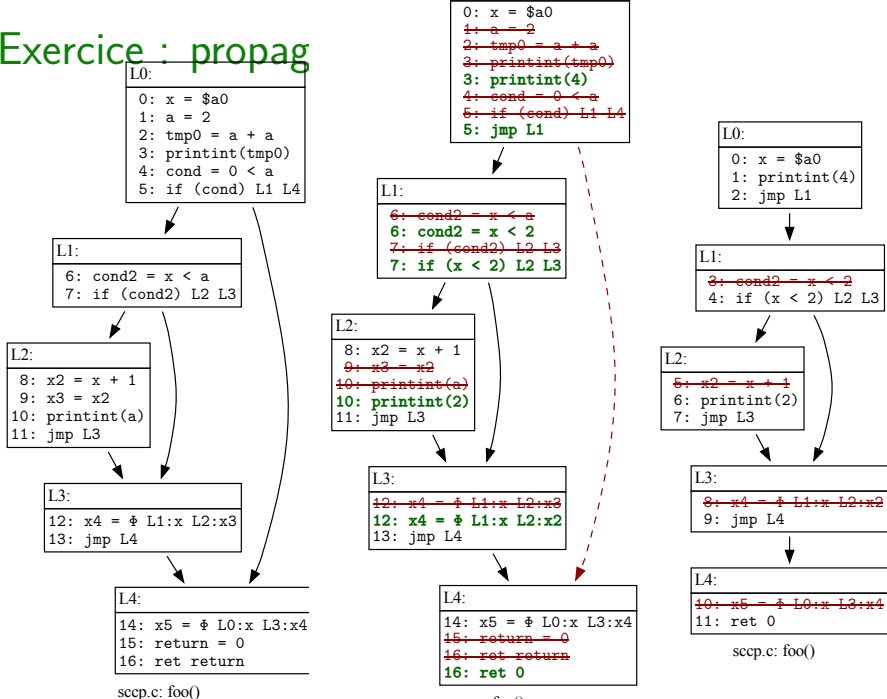 Exercice : propag
L0:
0: x = $a0
1: a = 2
2: tmp0 = a + a
3: printint(tmp0)
4: cond = 0 < a
5: if (cond) L1 L4
L1:
6: cond2 = x < a
7: if (cond2) L2 L3
L2:
8: x2 = x + 1
9: x3 = x2
10: printint(a)
11: jmp L3
L3:
12: x4 = Φ L1:x L2:x3
13: jmp L4
L4:
14: x5 = Φ L0:x L3:x4
15: return = 0
16: ret return
sccp.c: foo()
0: x = $a0
1: a = 2
2: tmp0 = a + a
3: printint(tmp0)
3: printint(4)
4: cond = 0 < a
5: if (cond) L1 L4
5: jmp L1
L1:
6: cond2 = x < a
6: cond2 = x < 2
7: if (cond2) L2 L3
7: if (x < 2) L2 L3
L2:
8: x2 = x + 1
9: x3 = x2
10: printint(a)
10: printint(2)
11: jmp L3
L3:
12: x4 = Φ L1:x L2:x3
12: x4 = Φ L1:x L2:x2
13: jmp L4
L4:
14: x5 = Φ L0:x L3:x4
15: return = 0
16: ret return
16: ret 0
L0:
0: x = $a0
1: printint(4)
2: jmp L1
L1:
3: cond2 = x < 2
4: if (x < 2) L2 L3
L2:
5: x2 = x + 1
6: printint(2)
7: jmp L3
L3:
8: x4 = Φ L1:x L2:x2
9: jmp L4
L4:
10: x5 = Φ L0:x L3:x4
11: ret 0
sccp.c: foo()